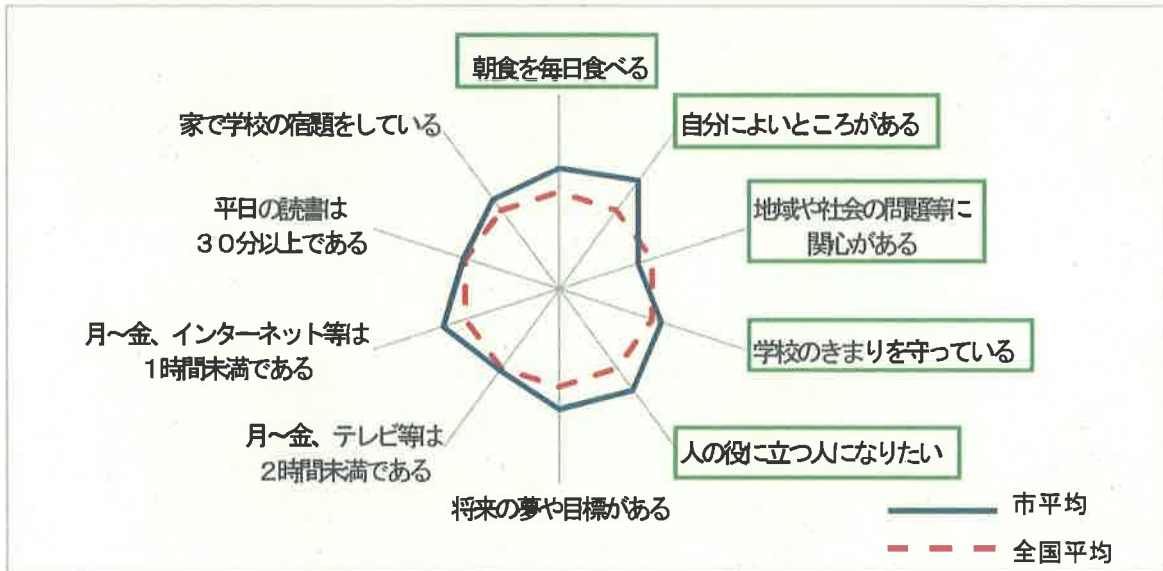 朝食を毎日食べる
自分によいところがある
地域や社会の問題等に
関心がある
学校のきまりを守っている
人の役に立つ人になりたい
将来の夢や目標がある
月～金、テレビ等は
２時間未満である
月～金、インターネット等は
１時間未満である
平日の読書は
３０分以上である
家で学校の宿題をしている
市平均
全国平均